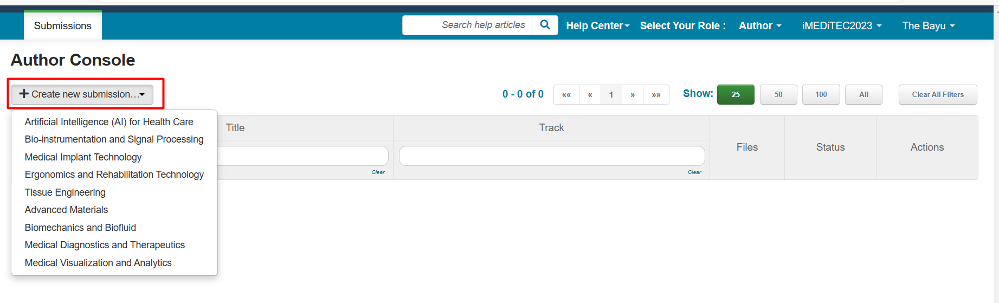 Submissions
Search help articles
Help Center
Select Your Role :
Author
iMEDiTEC2023
The Bayu
Author Console
+ Create new submission...
0 - 0 of 0
«« « 1 » »»
Show: 25 50 100 All
Clear All Filters
Artificial Intelligence (AI) for Health Care
Bio-instrumentation and Signal Processing
Medical Implant Technology
Ergonomics and Rehabilitation Technology
Tissue Engineering
Advanced Materials
Biomechanics and Biofluid
Medical Diagnostics and Therapeutics
Medical Visualization and Analytics
Title
Track
Files
Status
Actions
Clear
Clear